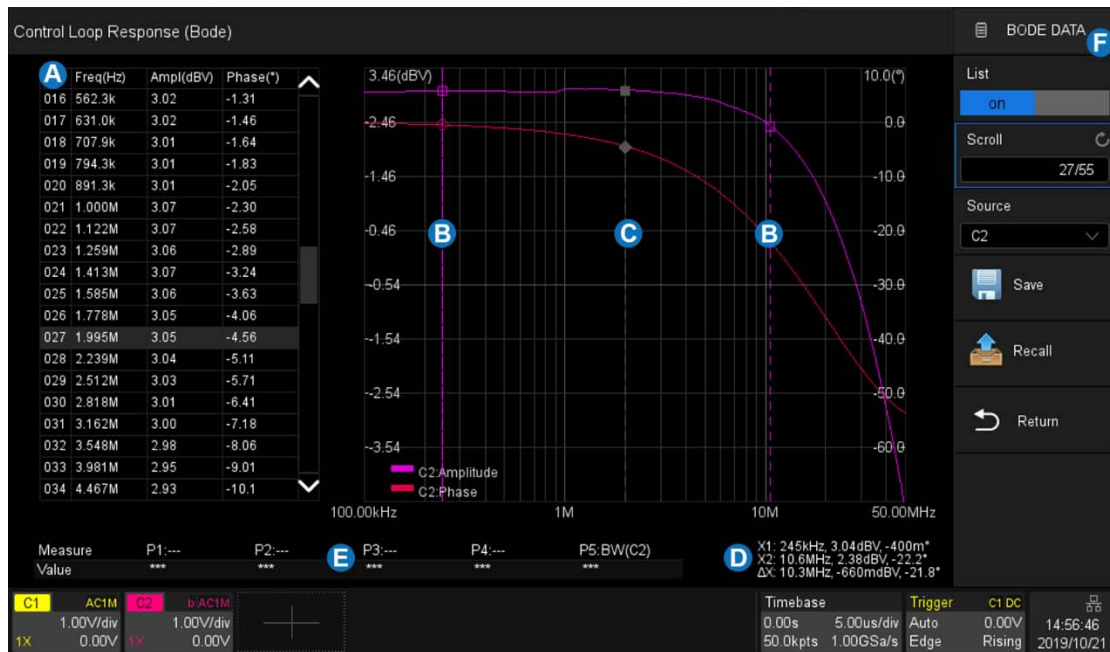 Control Loop Response (Bode)
BODE DATA
F
A
Freq(Hz) Ampl(dBV) Phase(°)
016 562.3k 3.02 -1.31
017 631.0k 3.02 -1.46
018 707.9k 3.01 -1.64
019 794.3k 3.01 -1.83
020 891.3k 3.01 -2.05
021 1.000M 3.07 -2.30
022 1.122M 3.07 -2.58
023 1.259M 3.06 -2.89
024 1.413M 3.07 -3.24
025 1.585M 3.06 -3.63
026 1.778M 3.05 -4.06
027 1.995M 3.05 -4.56
028 2.239M 3.04 -5.11
029 2.512M 3.03 -5.71
030 2.818M 3.01 -6.41
031 3.162M 3.00 -7.18
032 3.548M 2.98 -8.06
033 3.981M 2.95 -9.01
034 4.467M 2.93 -10.1
3.46(dBV) 10.0(°)
-2.46 0.0
-1.46 -10.0
-0.46 -20.0
B C B
-0.54 -30.0
-1.54 -40.0
-2.54 -50.0
-3.54 -60.0
C2:Amplitude
C2:Phase
100.00kHz 1M 10M 50.00MHz
List
on
Scroll
27/55
Source
C2
Save
Recall
Return
Measure P1:--- P2:--- P3:--- P4:--- P5:BW(C2)
Value *** *** *** *** ***
E
D
X1: 245kHz, 3.04dBV, -400m°
X2: 10.6MHz, 2.38dBV, -22.2°
ΔX: 10.3MHz, -660mdBV, -21.8°
C1 AC1M
1.00V/div
1X 0.00V
C2 b AC1M
1.00V/div
1X 0.00V
Timebase
0.00s 5.00us/div
50.0kpts 1.00GSa/s
Trigger C1 DC
Auto 0.00V
Edge Rising
14:56:46
2019/10/21